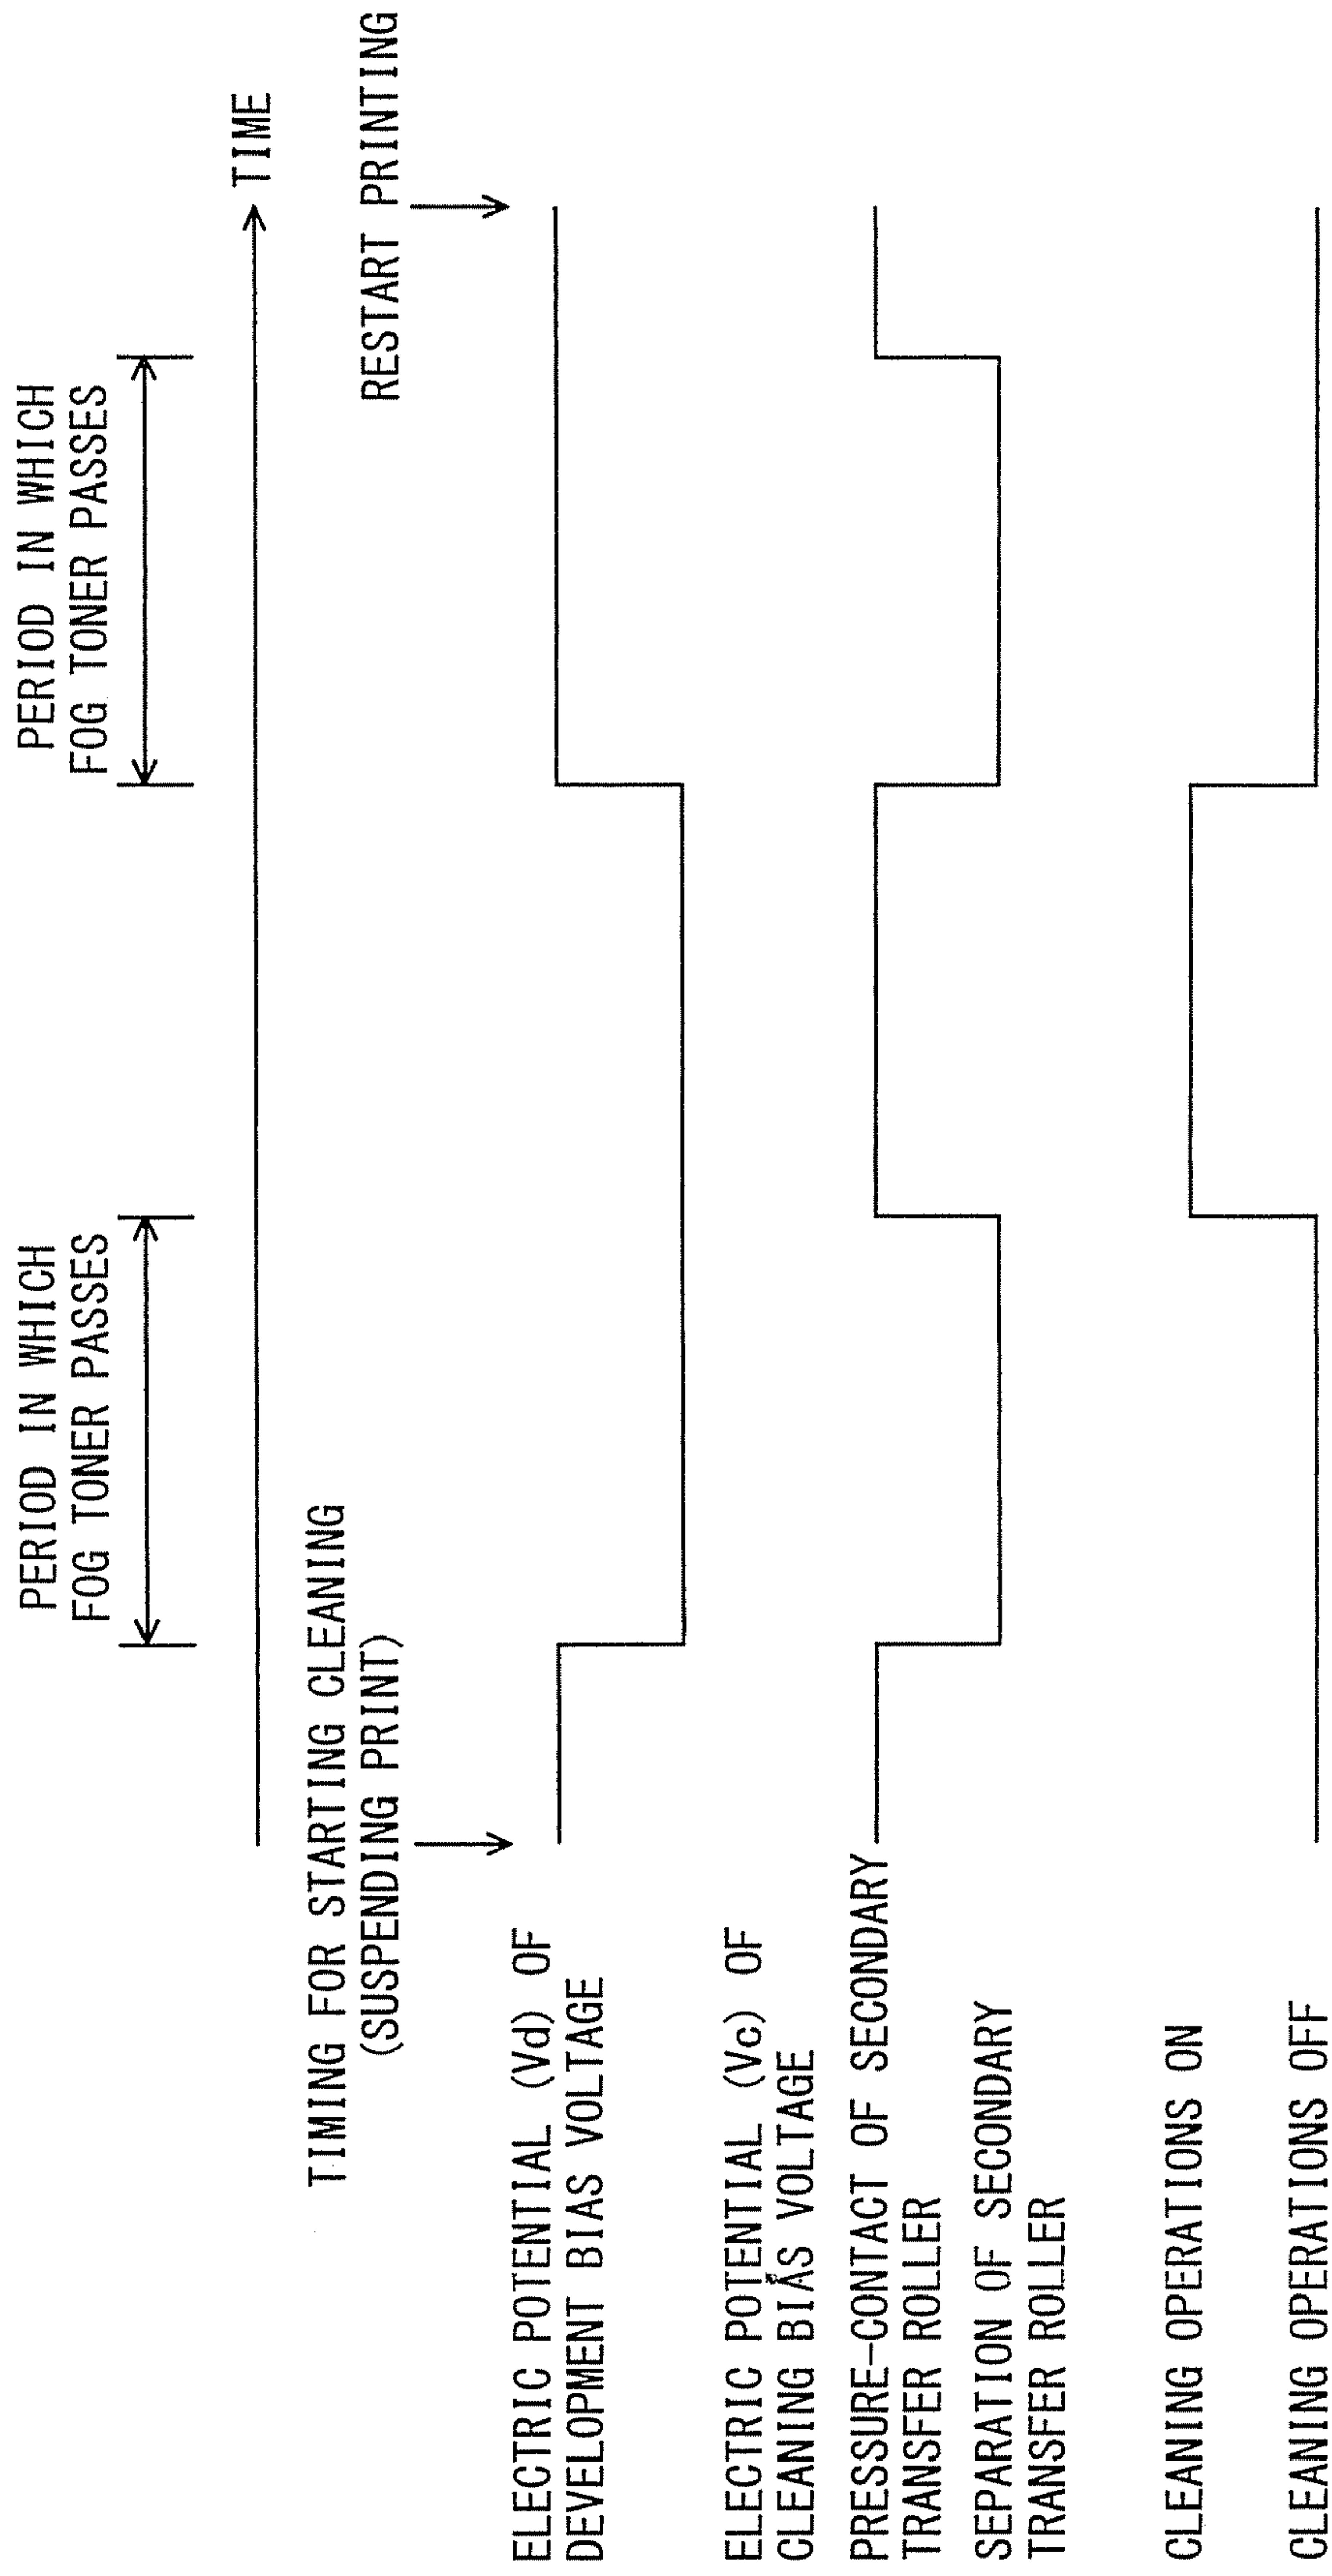 PERIOD IN WHICH
FOG TONER PASSES
PERIOD IN WHICH
FOG TONER PASSES
TIME
TIMING FOR STARTING CLEANING
(SUSPENDING PRINT)
RESTART PRINTING
ELECTRIC POTENTIAL (Vd) OF
DEVELOPMENT BIAS VOLTAGE
ELECTRIC POTENTIAL (Vc) OF
CLEANING BIAS VOLTAGE
PRESSURE-CONTACT OF SECONDARY
TRANSFER ROLLER
SEPARATION OF SECONDARY
TRANSFER ROLLER
CLEANING OPERATIONS ON
CLEANING OPERATIONS OFF